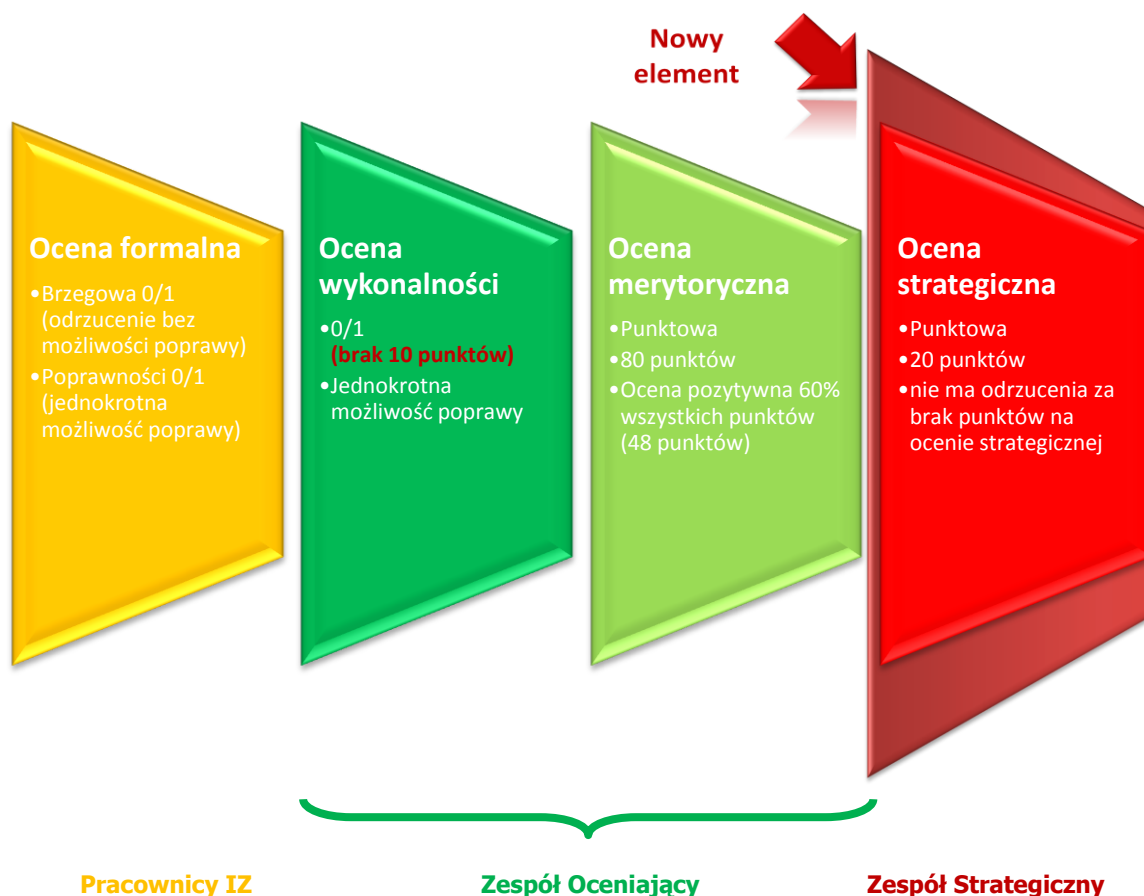 Nowy
element
Ocena formalna
•Brzegowa 0/1
(odrzucenie bez
możliwości poprawy)
•Poprawności 0/1
(jednokrotna
możliwość poprawy)
Ocena
wykonalności
•0/1
(brak 10 punktów)
•Jednokrotna
możliwość poprawy
Ocena
merytoryczna
•Punktowa
•80 punktów
•Ocena pozytywna 60%
wszystkich punktów
(48 punktów)
Ocena
strategiczna
•Punktowa
•20 punktów
•nie ma odrzucenia za
brak punktów na
ocenie strategicznej
Pracownicy IZ
Zespół Oceniający
Zespół Strategiczny